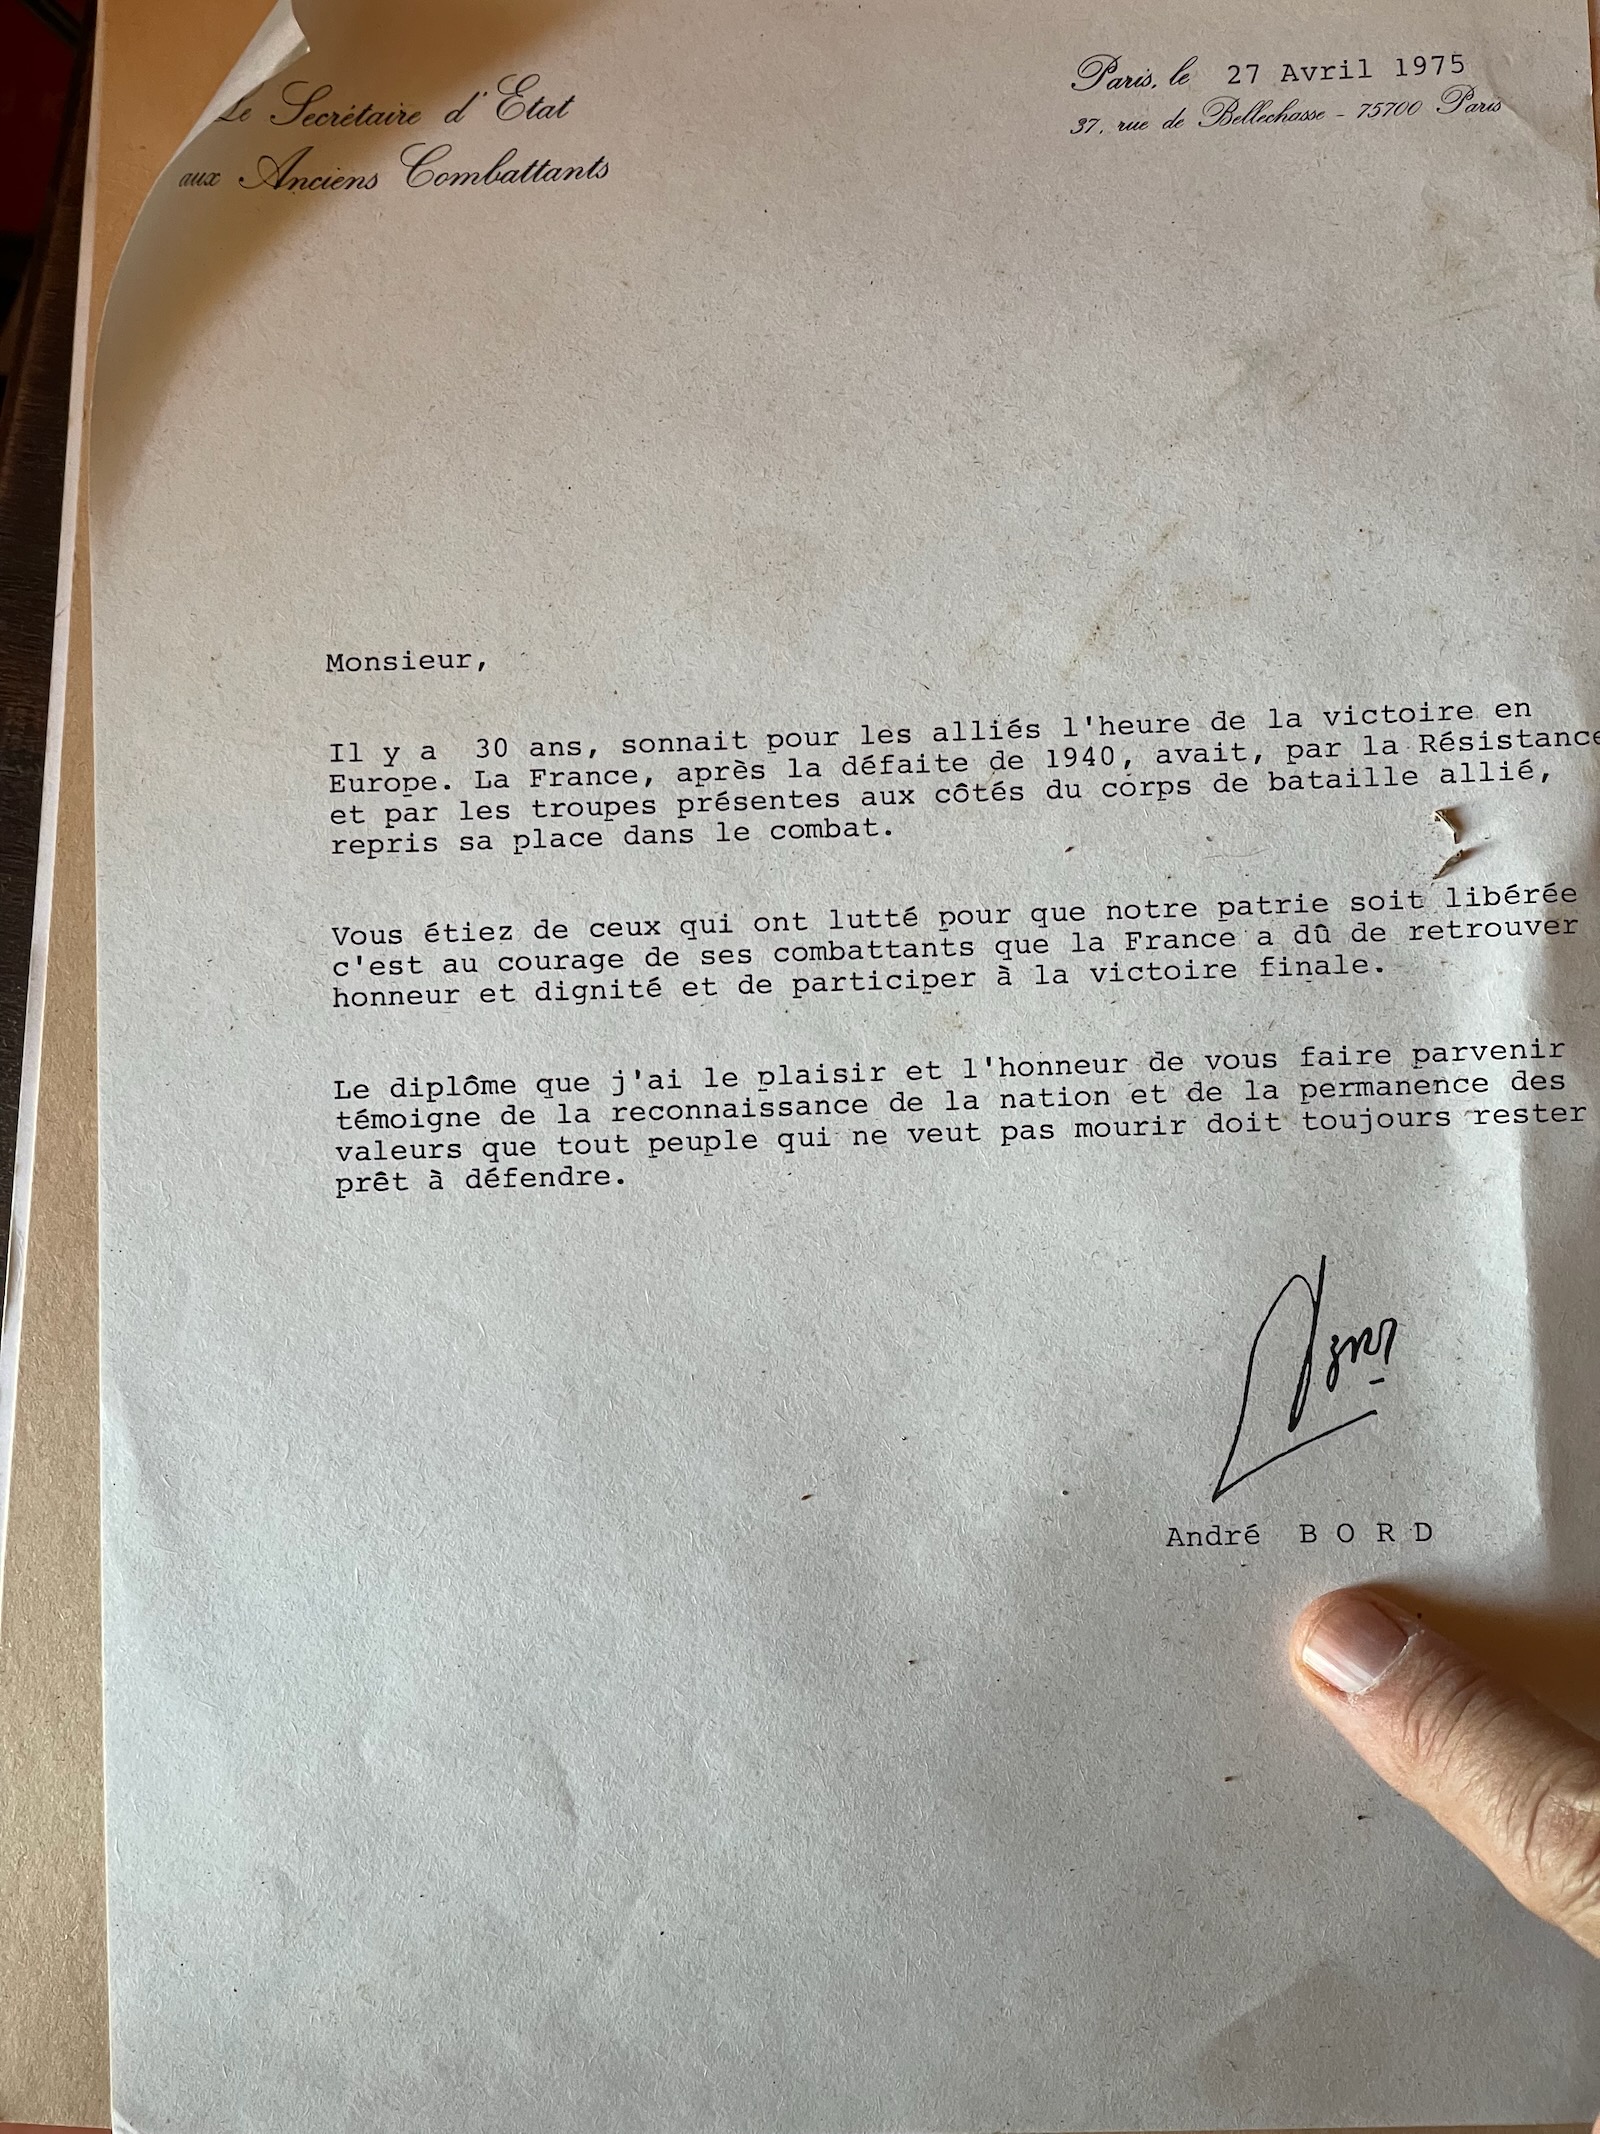 Le Secrétaire d'Etat
aux Anciens Combattants
Paris, le 27 Avril 1975
37, rue de Bellechasse - 75700 Paris
Monsieur,
Il y a 30 ans, sonnait pour les alliés l'heure de la victoire en
Europe. La France, après la défaite de 1940, avait, par la Résistance
et par les troupes présentes aux côtés du corps de bataille allié,
repris sa place dans le combat.
Vous étiez de ceux qui ont lutté pour que notre patrie soit libérée
c'est au courage de ses combattants que la France a dû de retrouver
honneur et dignité et de participer à la victoire finale.
Le diplôme que j'ai le plaisir et l'honneur de vous faire parvenir
témoigne de la reconnaissance de la nation et de la permanence des
valeurs que tout peuple qui ne veut pas mourir doit toujours rester
prêt à défendre.
André B O R D